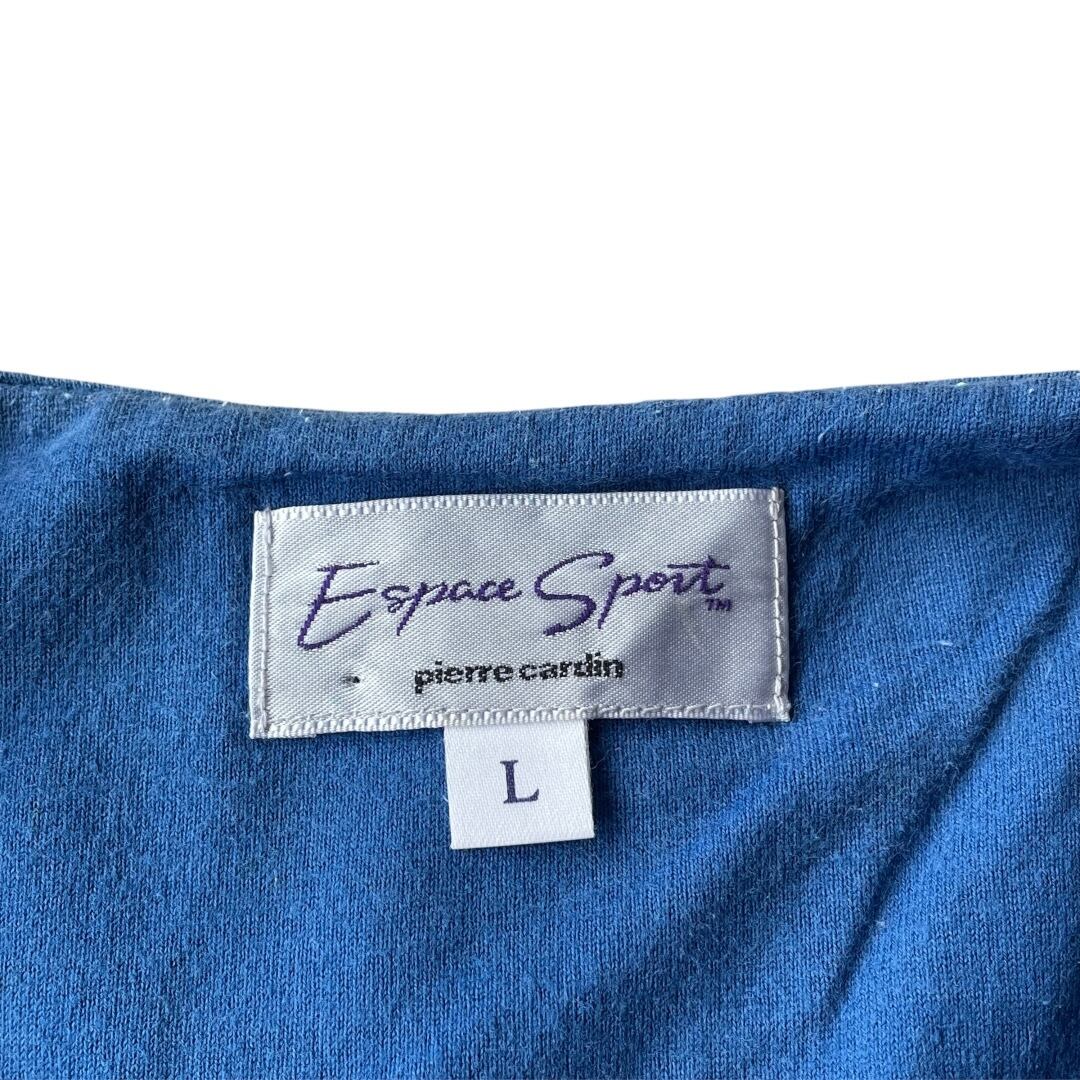 Espace Sport™
pierre cardin
L